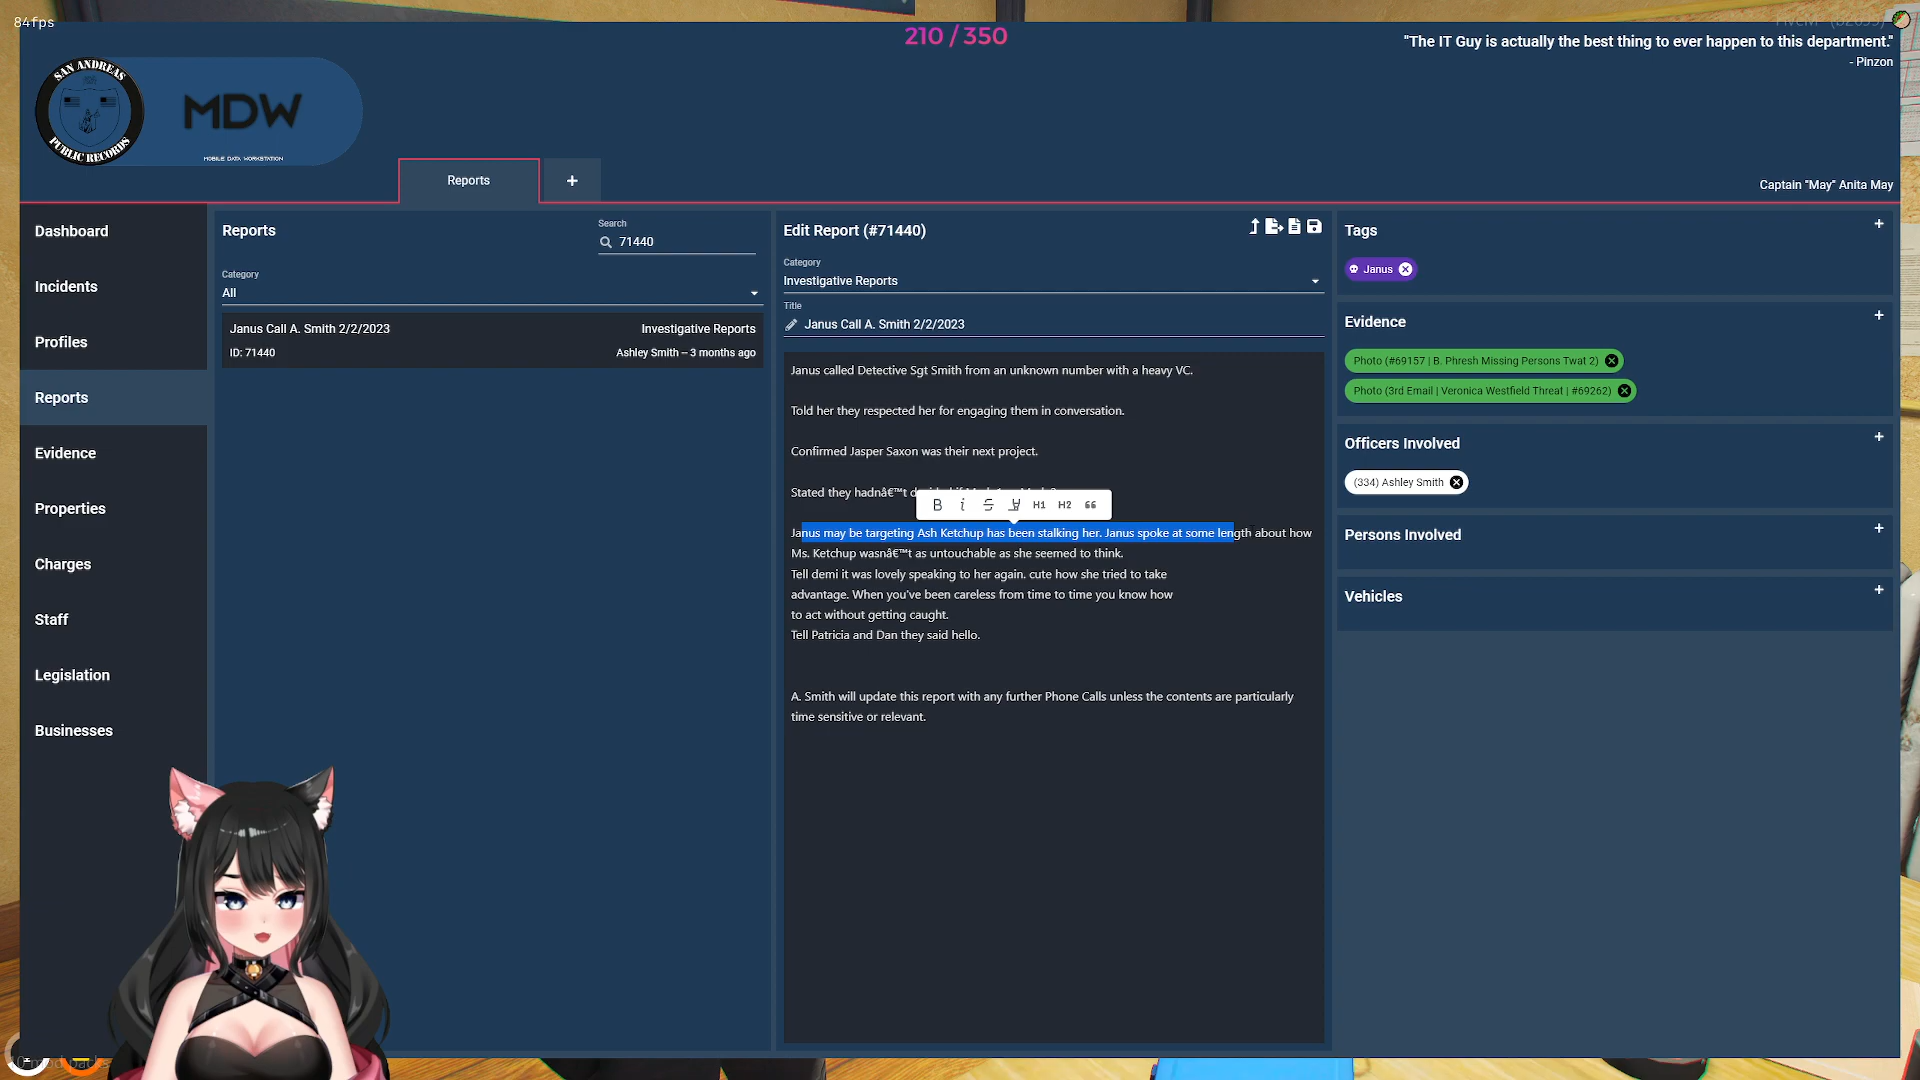 84fps
210 / 350
"The IT Guy is actually the best thing to ever happen to this department."
- Pinzon
SAN ANDREAS
PUBLIC RECORDS
MDW
MOBILE DATA WORKSTATION
Reports
+
Captain "May" Anita May
Dashboard
Incidents
Profiles
Reports
Evidence
Properties
Charges
Staff
Legislation
Businesses
Reports
Search
71440
Category
All
Janus Call A. Smith 2/2/2023
Investigative Reports
ID: 71440
Ashley Smith – 3 months ago
Edit Report (#71440)
Category
Investigative Reports
Title
Janus Call A. Smith 2/2/2023
Janus called Detective Sgt Smith from an unknown number with a heavy VC.
Told her they respected her for engaging them in conversation.
Confirmed Jasper Saxon was their next project.
Stated they hadnâ€™t
B i S H1 H2
Janus may be targeting Ash Ketchup has been stalking her. Janus spoke at some length about how
Ms. Ketchup wasnâ€™t as untouchable as she seemed to think.
Tell demi it was lovely speaking to her again. cute how she tried to take
advantage. When you've been careless from time to time you know how
to act without getting caught.
Tell Patricia and Dan they said hello.
A. Smith will update this report with any further Phone Calls unless the contents are particularly
time sensitive or relevant.
Tags
+
Janus
Evidence
+
Photo (#69157 | B. Phresh Missing Persons Twat 2)
Photo (3rd Email | Veronica Westfield Threat | #69262)
Officers Involved
+
(334) Ashley Smith
Persons Involved
+
Vehicles
+